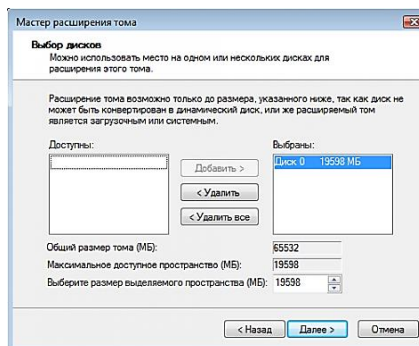 Мастер расширения тома
Выбор дисков
Можно использовать место на одном или нескольких дисках для
расширения этого тома.
Расширение тома возможно только до размера, указанного ниже, так как диск не
может быть конвертирован в динамический диск, или же расширяемый том
является загрузочным или системным.
Доступны:
Выбраны:
Диск 0 19598 МБ
Добавить >
< Удалить
< Удалить все
Общий размер тома (МБ): 65532
Максимальное доступное пространство (МБ): 19598
Выберите размер выделяемого пространства (МБ): 19598
< Назад Далее > Отмена